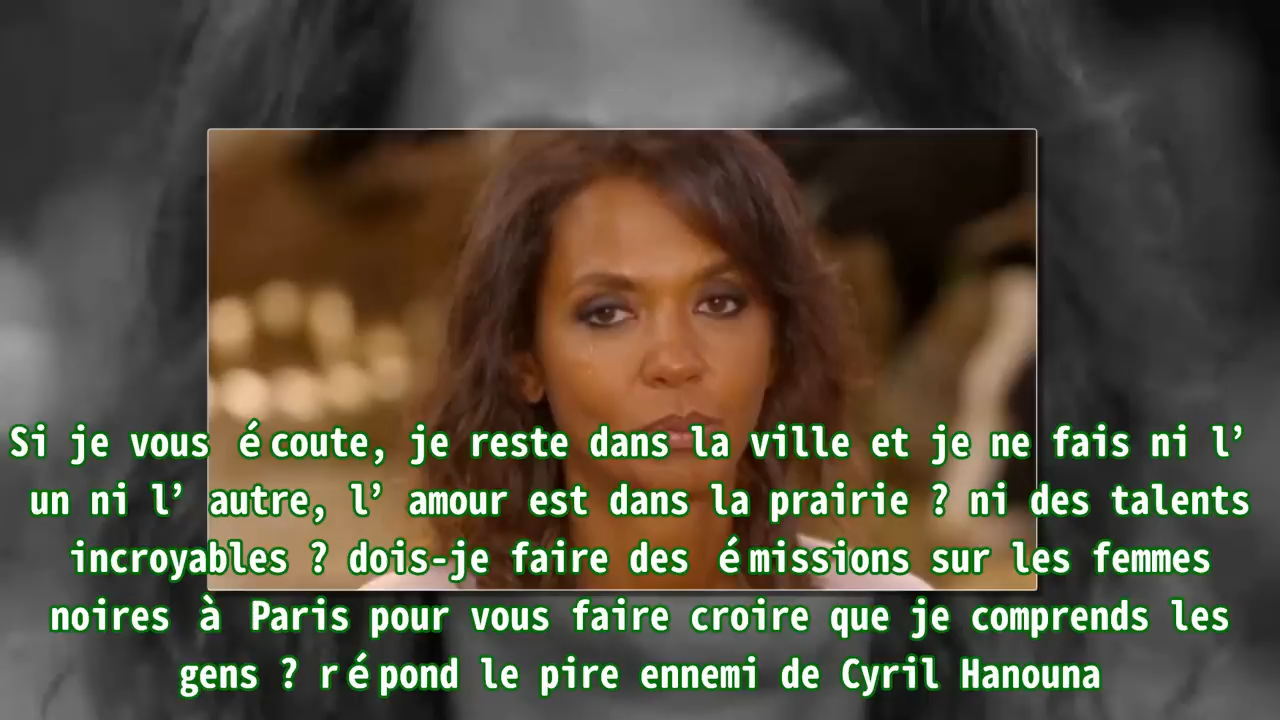 Si je vous écoute, je reste dans la ville et je ne fais ni l’
un ni l’ autre, l’ amour est dans la prairie ? ni des talents
incroyables ? dois-je faire des émissions sur les femmes
noires à Paris pour vous faire croire que je comprends les
gens ? répond le pire ennemi de Cyril Hanouna